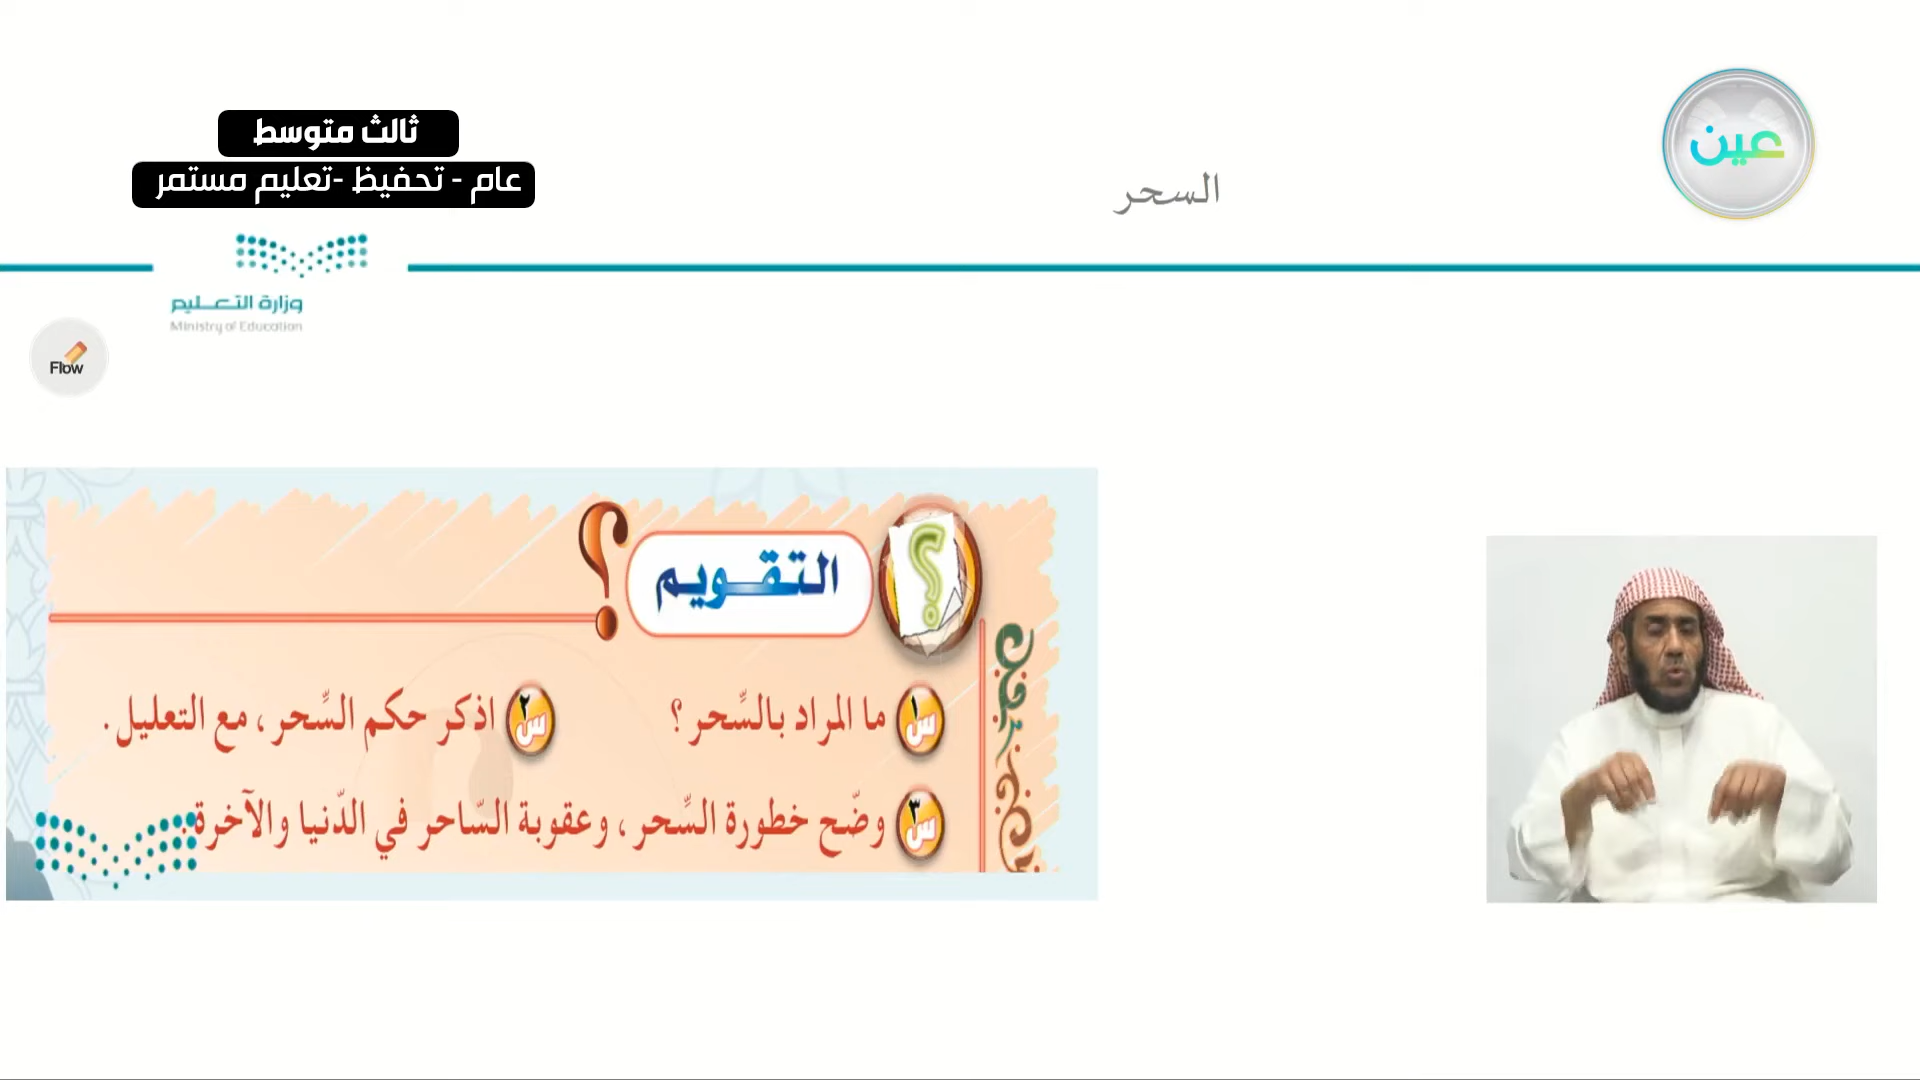 ثالث متوسط
عام - تحفيظ -تعليم مستمر
السحر
عين
وزارة التعليم
Ministry of Education
Flow
التقويم
س١ ما المراد بالسِّحر؟
س٢ اذكر حكم السِّحر، مع التعليل.
س٣ وضّح خطورة السِّحر، وعقوبة السّاحر في الدّنيا والآخرة.